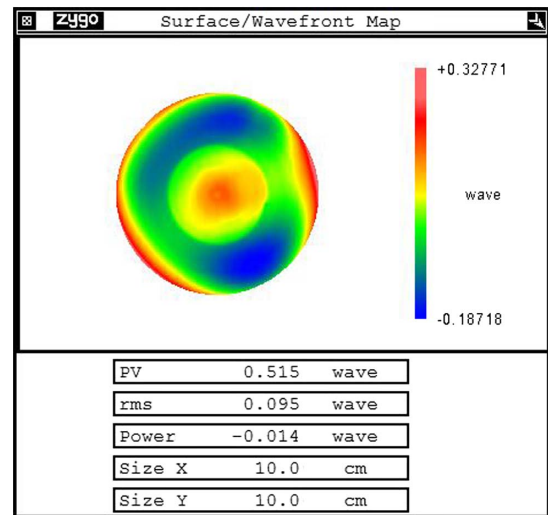 zygo Surface/Wavefront Map
+0.32771
wave
-0.18718
PV 0.515 wave
rms 0.095 wave
Power -0.014 wave
Size X 10.0 cm
Size Y 10.0 cm